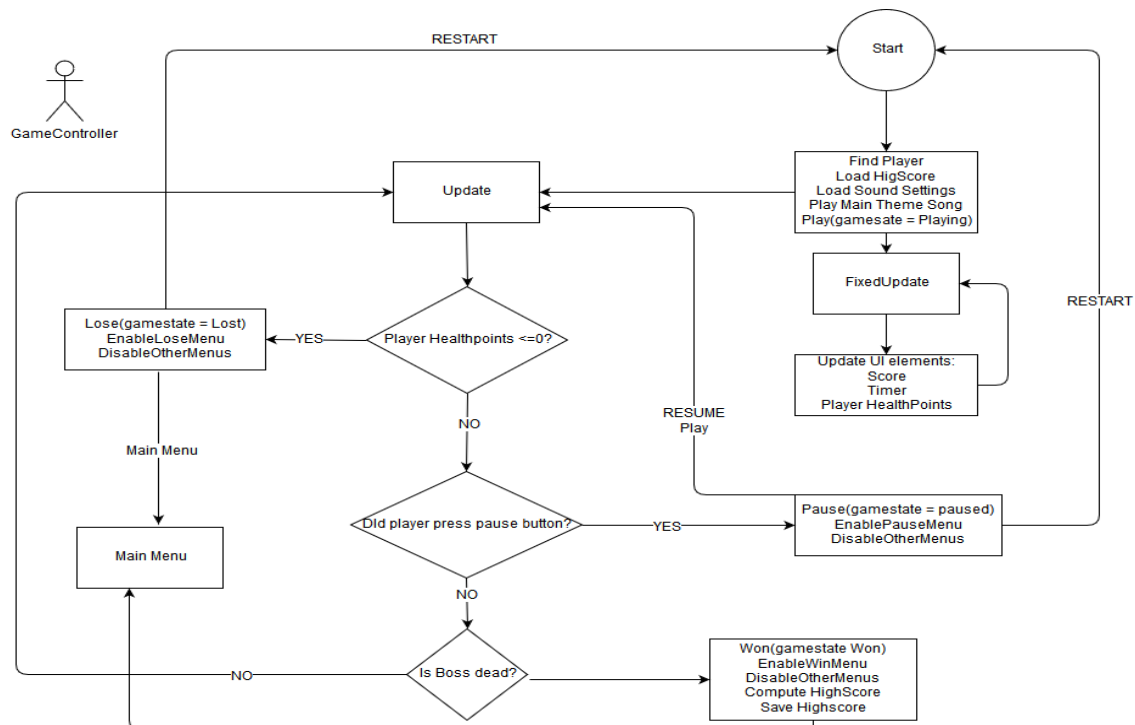 RESTART
Start
GameController
Find Player
Load HigScore
Load Sound Settings
Play Main Theme Song
Play(gamesate = Playing)
Update
FixedUpdate
RESTART
Lose(gamestate = Lost)
EnableLoseMenu
DisableOtherMenus
YES
Player Healthpoints <=0?
Update UI elements:
Score
Timer
Player HealthPoints
RESUME
Play
NO
Main Menu
Pause(gamestate = paused)
EnablePauseMenu
DisableOtherMenus
DId player press pause button?
YES
Main Menu
NO
Is Boss dead?
NO
Won(gamestate Won)
EnableWinMenu
DisableOtherMenus
Compute HighScore
Save Highscore